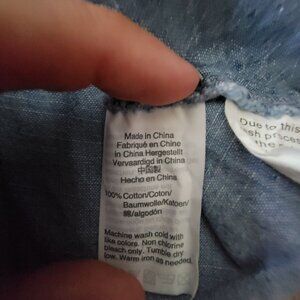 Made in China
Fabriqué en Chine
in China Hergestellt
Vervaardigd in China
中国製
Hecho en China
100% Cotton/Coton/
Baumwolle/Katoen/
綿/algodón
Machine wash cold with
like colors. Non chlorine
bleach only. Tumble dry
low. Warm iron as needed.
Due to this
esh process
the